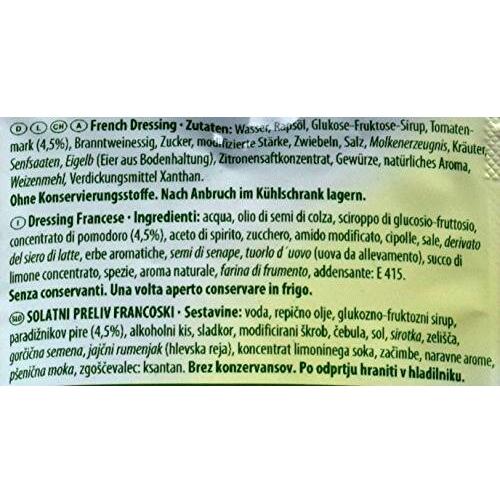 D L CH A French Dressing • Zutaten: Wasser, Rapsöl, Glukose-Fruktose-Sirup, Tomaten-
mark (4,5%), Branntweinessig, Zucker, modifizierte Stärke, Zwiebeln, Salz, Molkenerzeugnis, Kräuter,
Senfsaaten, Eigelb (Eier aus Bodenhaltung), Zitronensaftkonzentrat, Gewürze, natürliches Aroma,
Weizenmehl, Verdickungsmittel Xanthan.
Ohne Konservierungsstoffe. Nach Anbruch im Kühlschrank lagern.
I Dressing Francese • Ingredienti: acqua, olio di semi di colza, sciroppo di glucosio-fruttosio,
concentrato di pomodoro (4,5%), aceto di spirito, zucchero, amido modificato, cipolle, sale, derivato
del siero di latte, erbe aromatiche, semi di senape, tuorlo d´uovo (uova da allevamento), succo di
limone concentrato, spezie, aroma naturale, farina di frumento, addensante: E 415.
Senza conservanti. Una volta aperto conservare in frigo.
SLO SOLATNI PRELIV FRANCOSKI • Sestavine: voda, repično olje, glukozno-fruktozni sirup,
paradižnikov pire (4,5%), alkoholni kis, sladkor, modificirani škrob, čebula, sol, sirotka, zelišča,
gorčična semena, jajčni rumenjak (hlevska reja), koncentrat limoninega soka, začimbe, naravne arome,
pšenična moka, zgoščevalec: ksantan. Brez konzervansov. Po odprtju hraniti v hladilniku.